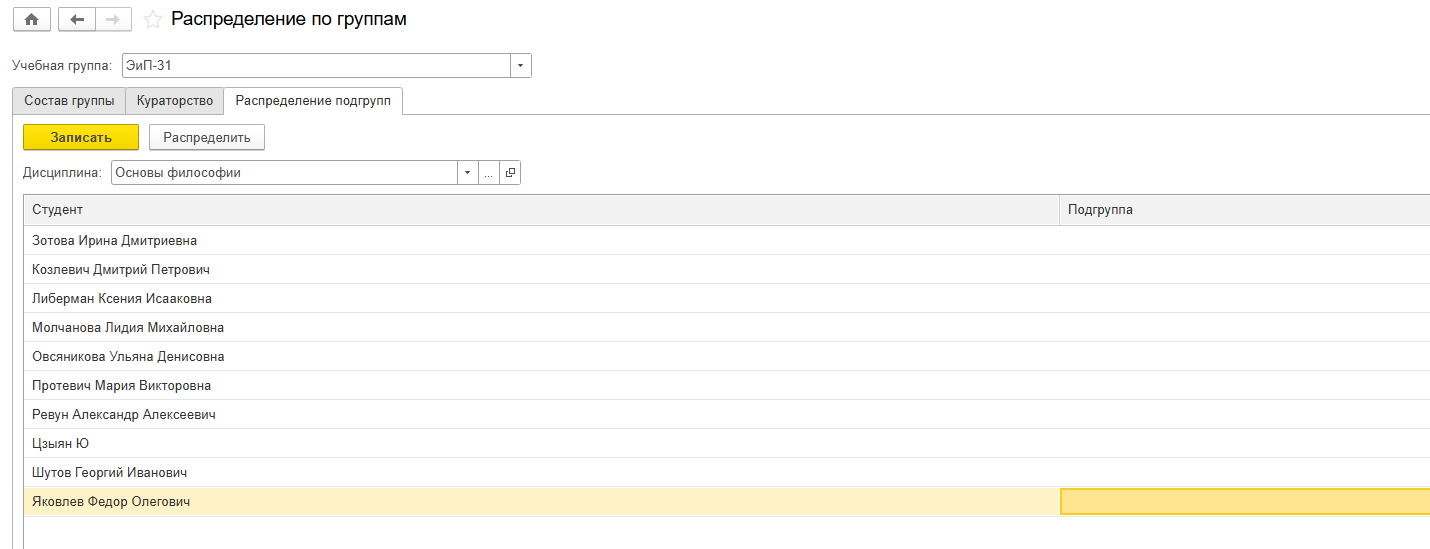 Распределение по группам
Учебная группа: ЭиП-31
Состав группы Кураторство Распределение подгрупп
Записать Распределить
Дисциплина: Основы философии ...
Студент Подгруппа
Зотова Ирина Дмитриевна
Козлевич Дмитрий Петрович
Либерман Ксения Исааковна
Молчанова Лидия Михайловна
Овсяникова Ульяна Денисовна
Протевич Мария Викторовна
Ревун Александр Алексеевич
Цзыян Ю
Шутов Георгий Иванович
Яковлев Федор Олегович